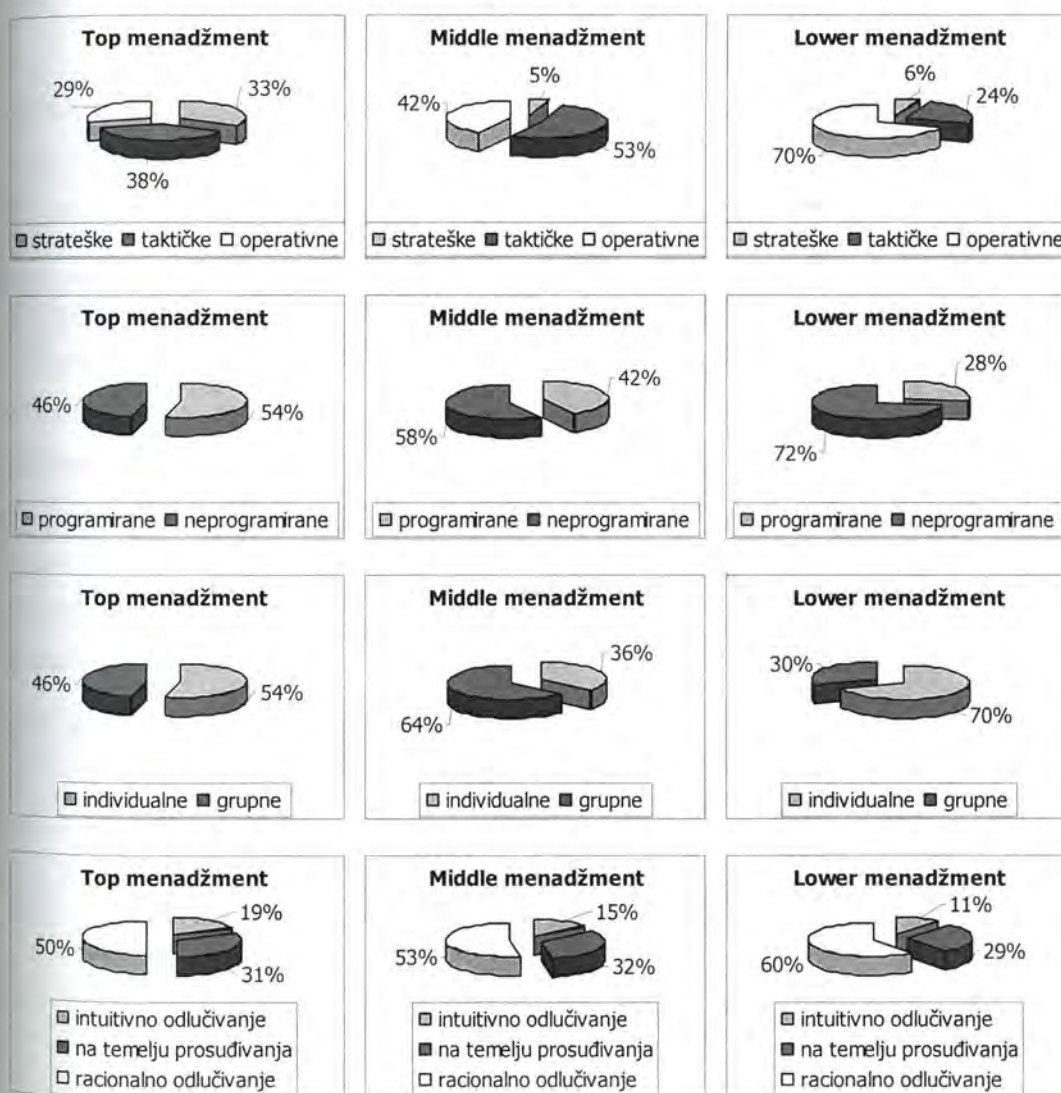 Top menadžment
29%
33%
38%
strateške taktičke operativne
Middle menadžment
5%
42%
53%
strateške taktičke operativne
Lower menadžment
6%
24%
70%
strateške taktičke operativne
Top menadžment
46%
54%
programirane neprogramirane
Middle menadžment
42%
58%
programirane neprogramirane
Lower menadžment
28%
72%
programirane neprogramirane
Top menadžment
46%
54%
individualne grupne
Middle menadžment
36%
64%
individualne grupne
Lower menadžment
30%
70%
individualne grupne
Top menadžment
19%
50%
31%
intuitivno odlučivanje
na temelju prosuđivanja
racionalno odlučivanje
Middle menadžment
15%
53%
32%
intuitivno odlučivanje
na temelju prosuđivanja
racionalno odlučivanje
Lower menadžment
11%
29%
60%
intuitivno odlučivanje
na temelju prosuđivanja
racionalno odlučivanje